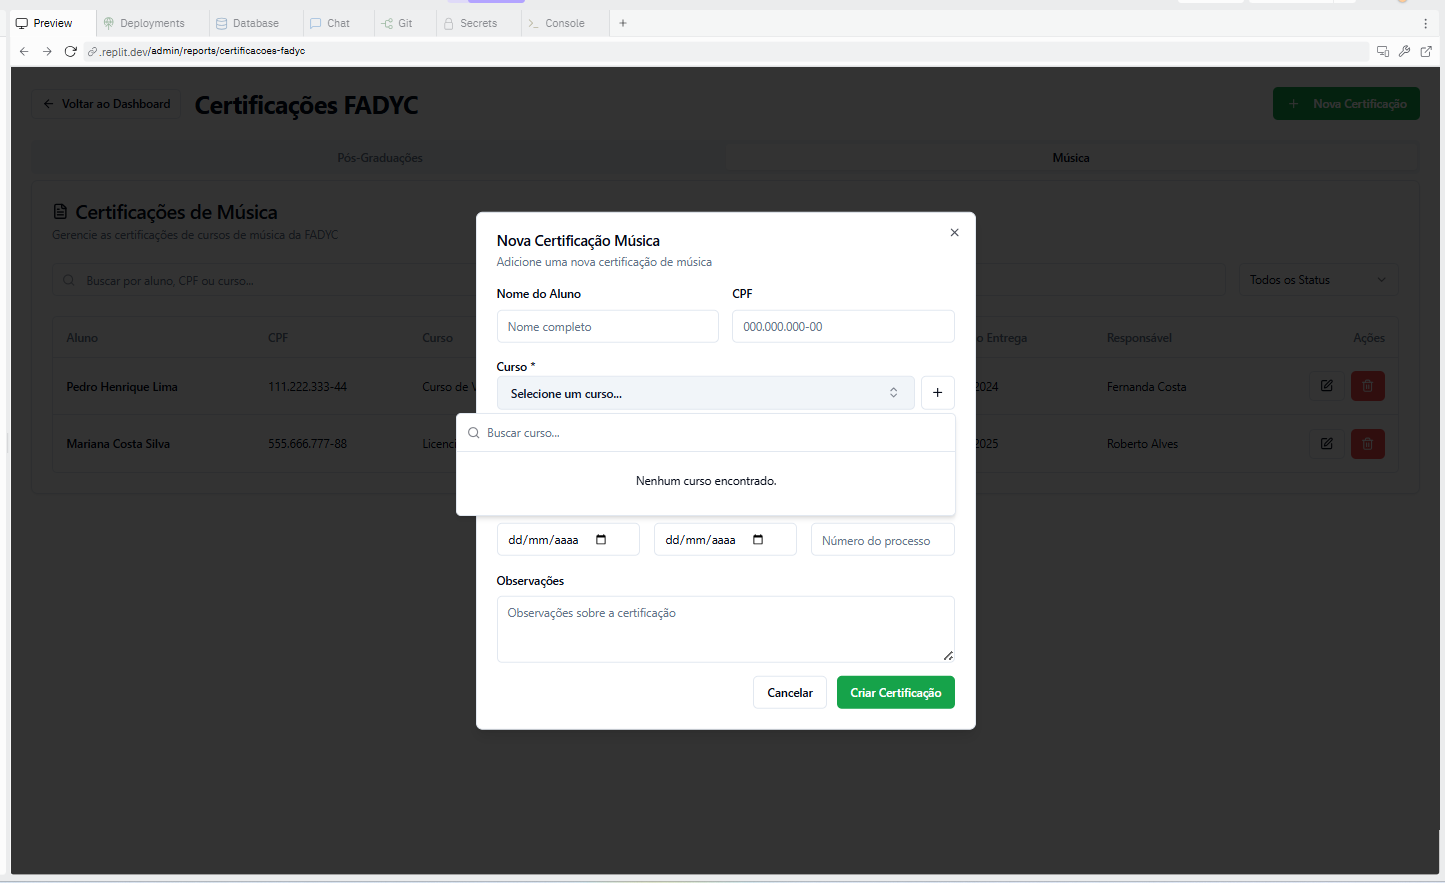 Preview
Deployments
Database
Chat
Git
Secrets
Console
.replit.dev/admin/reports/certificacoes-fadyc
Voltar ao Dashboard
Certificações FADYC
Nova Certificação
Pós-Graduações
Música
Certificações de Música
Gerencie as certificações de cursos de música da FADYC
Buscar por aluno, CPF ou curso...
Todos os Status
Aluno
CPF
Curso
o Entrega
Responsável
Ações
Pedro Henrique Lima
111.222.333-44
Curso de V
2024
Fernanda Costa
Mariana Costa Silva
555.666.777-88
Licenci
2025
Roberto Alves
Nova Certificação Música
Adicione uma nova certificação de música
Nome do Aluno
CPF
Nome completo
000.000.000-00
Curso *
Selecione um curso...
Buscar curso...
Nenhum curso encontrado.
dd/mm/aaaa
dd/mm/aaaa
Número do processo
Observações
Observações sobre a certificação
Cancelar
Criar Certificação